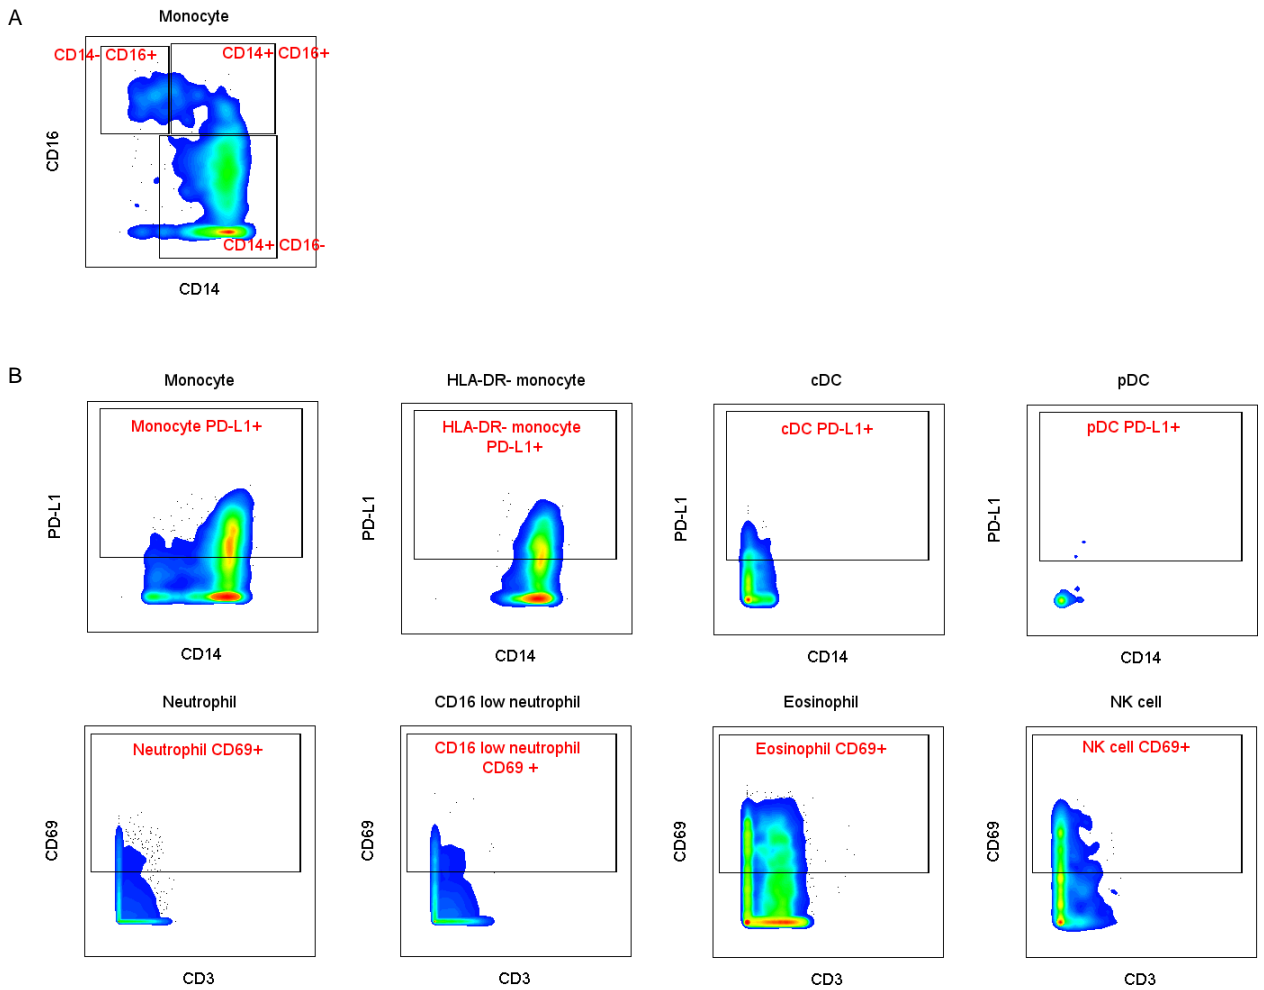 A
Monocyte
CD14- CD16+
CD14+ CD16+
CD16
CD14+ CD16-
CD14
B
Monocyte
HLA-DR- monocyte
cDC
pDC
Monocyte PD-L1+
HLA-DR- monocyte
PD-L1+
cDC PD-L1+
pDC PD-L1+
PD-L1
PD-L1
PD-L1
PD-L1
CD14
CD14
CD14
CD14
Neutrophil
CD16 low neutrophil
Eosinophil
NK cell
Neutrophil CD69+
CD16 low neutrophil
CD69 +
Eosinophil CD69+
NK cell CD69+
CD69
CD69
CD69
CD69
CD3
CD3
CD3
CD3